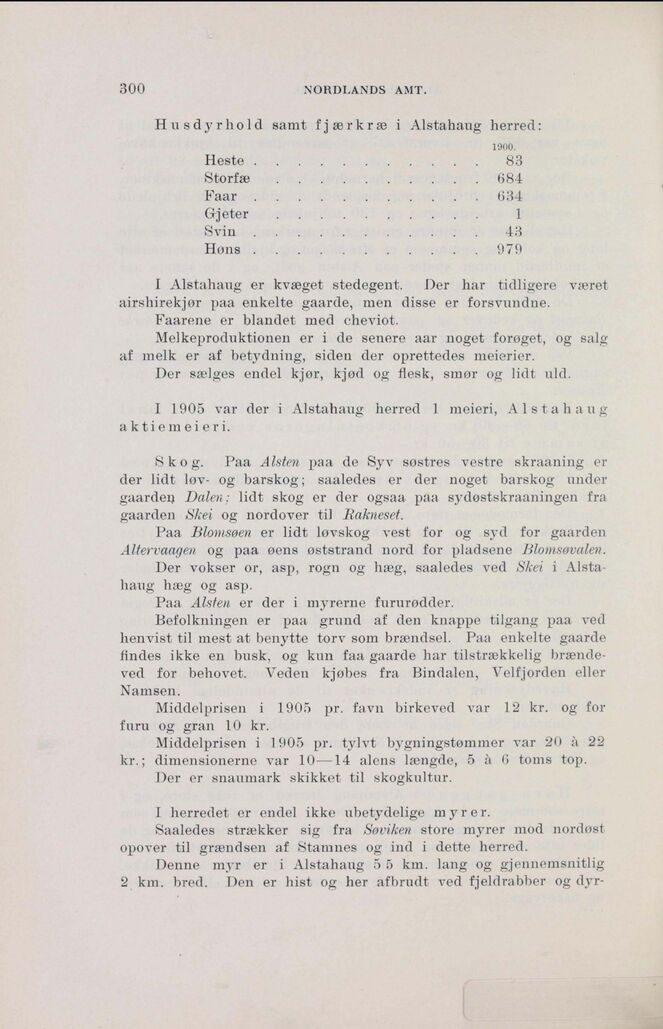 300 NORDLANDS AMT.
Husdyrhold samt fjærkræ i Alstahaug herred:
1900.
Heste . . . . . . . . . . . 83
Storfæ . . . . . . . . . . 684
Faar . . . . . . . . . . . 634
Gjeter . . . . . . . . . . 1
Svin . . . . . . . . . . . 43
Høns . . . . . . . . . . . 979
I Alstahaug er kvæget stedegent. Der har tidligere været
airshirekjør paa enkelte gaarde, men disse er forsvundne.
Faarene er blandet med cheviot.
Melkeproduktionen er i de senere aar noget forøget, og salg
af melk er af betydning, siden der oprettedes meierier.
Der sælges endel kjør, kjød og flesk, smør og lidt uld.
I 1905 var der i Alstahaug herred 1 meieri, Alstahaug
aktiemeieri.
Skog. Paa Alsten paa de Syv søstres vestre skraaning er
der lidt løv- og barskog; saaledes er der noget barskog under
gaarden Dalen; lidt skog er der ogsaa paa sydøstskraaningen fra
gaarden Skei og nordover til Rakneset.
Paa Blomsøen er lidt løvskog vest for og syd for gaarden
Altervaagen og paa øens øststrand nord for pladsene Blomsøvalen.
Der vokser or, asp, rogn og hæg, saaledes ved Skei i Alsta-
haug hæg og asp.
Paa Alsten er der i myrerne fururødder.
Befolkningen er paa grund af den knappe tilgang paa ved
henvist til mest at benytte torv som brændsel. Paa enkelte gaarde
findes ikke en busk, og kun faa gaarde har tilstrækkelig brænde-
ved for behovet. Veden kjøbes fra Bindalen, Velfjorden eller
Namsen.
Middelprisen i 1905 pr. favn birkeved var 12 kr. og for
furu og gran 10 kr.
Middelprisen i 1905 pr. tylvt bygningstømmer var 20 à 22
kr.; dimensionerne var 10—14 alens længde, 5 à 6 toms top.
Der er snaumark skikket til skogkultur.
I herredet er endel ikke ubetydelige myrer.
Saaledes strækker sig fra Søviken store myrer mod nordøst
opover til grændsen af Stamnes og ind i dette herred.
Denne myr er i Alstahaug 5 5 km. lang og gjennemsnitlig
2 km. bred. Den er hist og her afbrudt ved fjeldrabber og dyr-